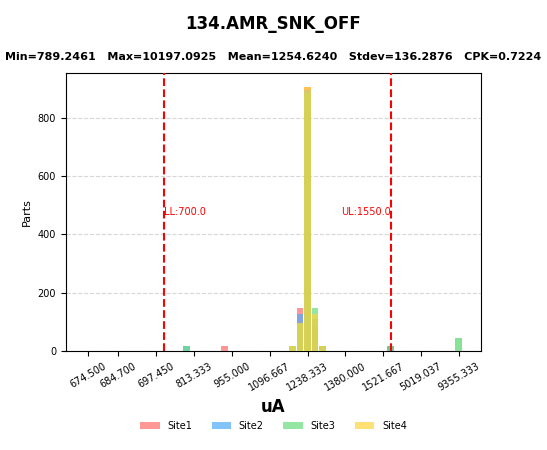 134.AMR_SNK_OFF
Min=789.2461 Max=10197.0925 Mean=1254.6240 Stdev=136.2876 CPK=0.7224
Parts
800
600
400
200
0
LL:700.0
UL:1550.0
674.500 684.700 697.450 813.333 955.000 1096.667 1238.333 1380.000 1521.667 5019.037 9355.333
uA
Site1 Site2 Site3 Site4